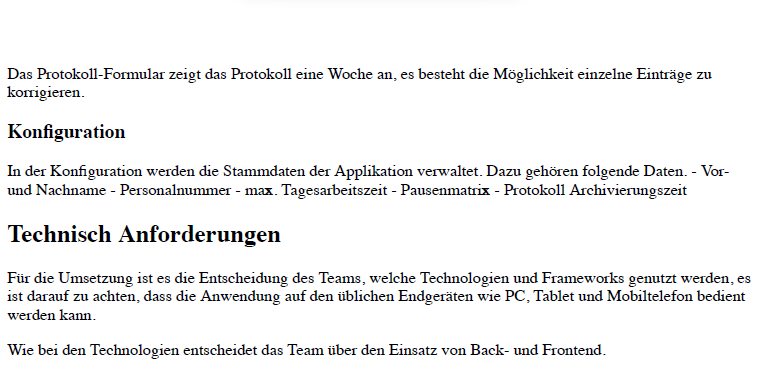 Das Protokoll-Formular zeigt das Protokoll eine Woche an, es besteht die Möglichkeit einzelne Einträge zu
korrigieren.
Konfiguration
In der Konfiguration werden die Stammdaten der Applikation verwaltet. Dazu gehören folgende Daten. - Vor-
und Nachname - Personalnummer - max. Tagesarbeitszeit - Pausenmatrix - Protokoll Archivierungszeit
Technisch Anforderungen
Für die Umsetzung ist es die Entscheidung des Teams, welche Technologien und Frameworks genutzt werden, es
ist darauf zu achten, dass die Anwendung auf den üblichen Endgeräten wie PC, Tablet und Mobiltelefon bedient
werden kann.
Wie bei den Technologien entscheidet das Team über den Einsatz von Back- und Frontend.